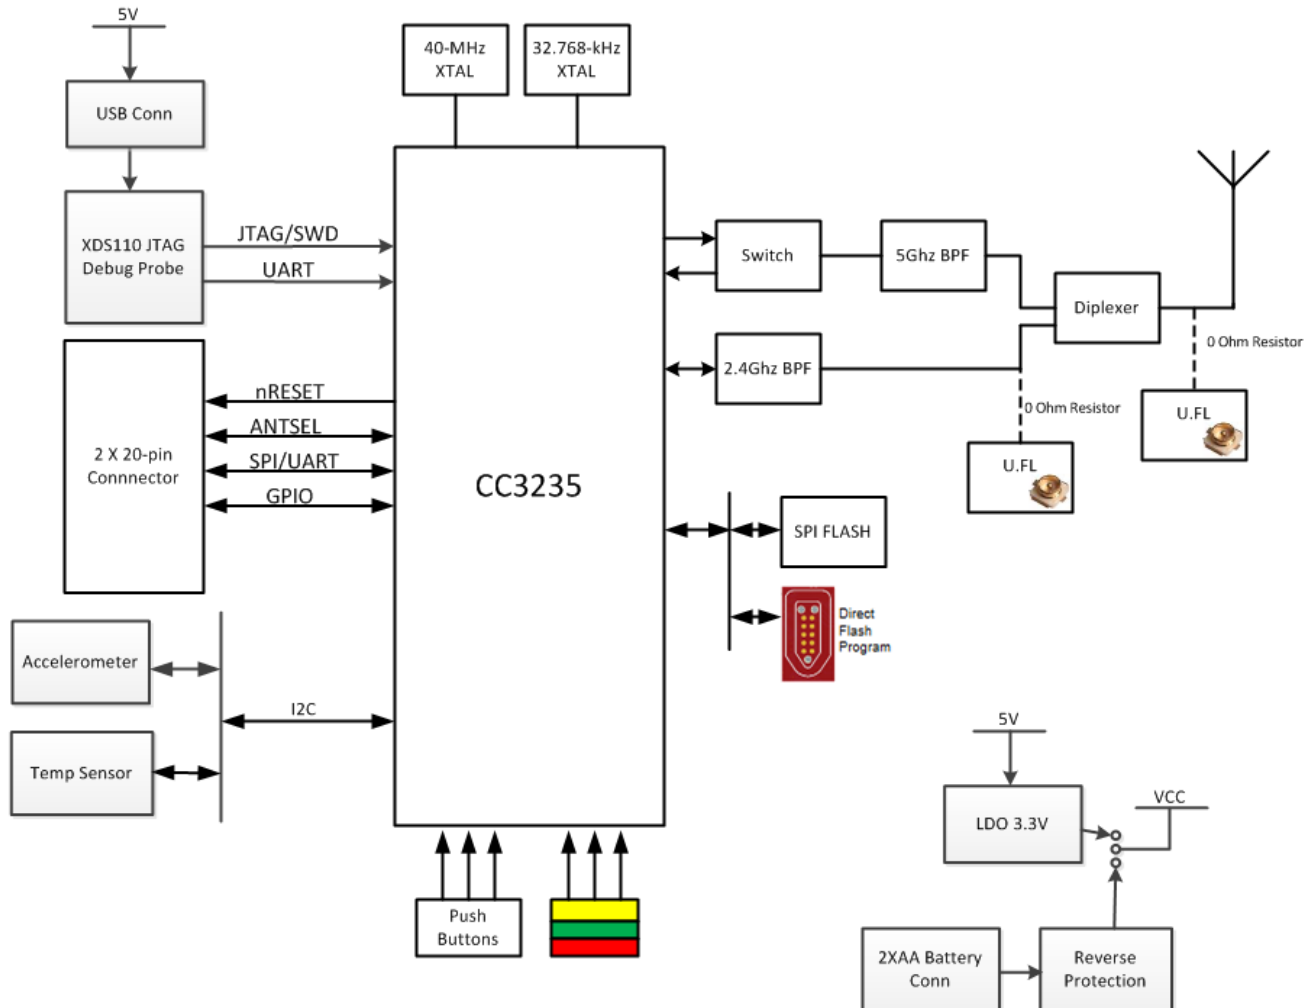 5V
USB Conn
XDS110 JTAG
Debug Probe
JTAG/SWD
UART
40-MHz
XTAL
32.768-kHz
XTAL
2 X 20-pin
Connnector
nRESET
ANTSEL
SPI/UART
GPIO
CC3235
Switch
5Ghz BPF
2.4Ghz BPF
Diplexer
0 Ohm Resistor
0 Ohm Resistor
U.FL
U.FL
SPI FLASH
Direct
Flash
Program
Accelerometer
Temp Sensor
I2C
Push
Buttons
5V
LDO 3.3V
VCC
2XAA Battery
Conn
Reverse
Protection